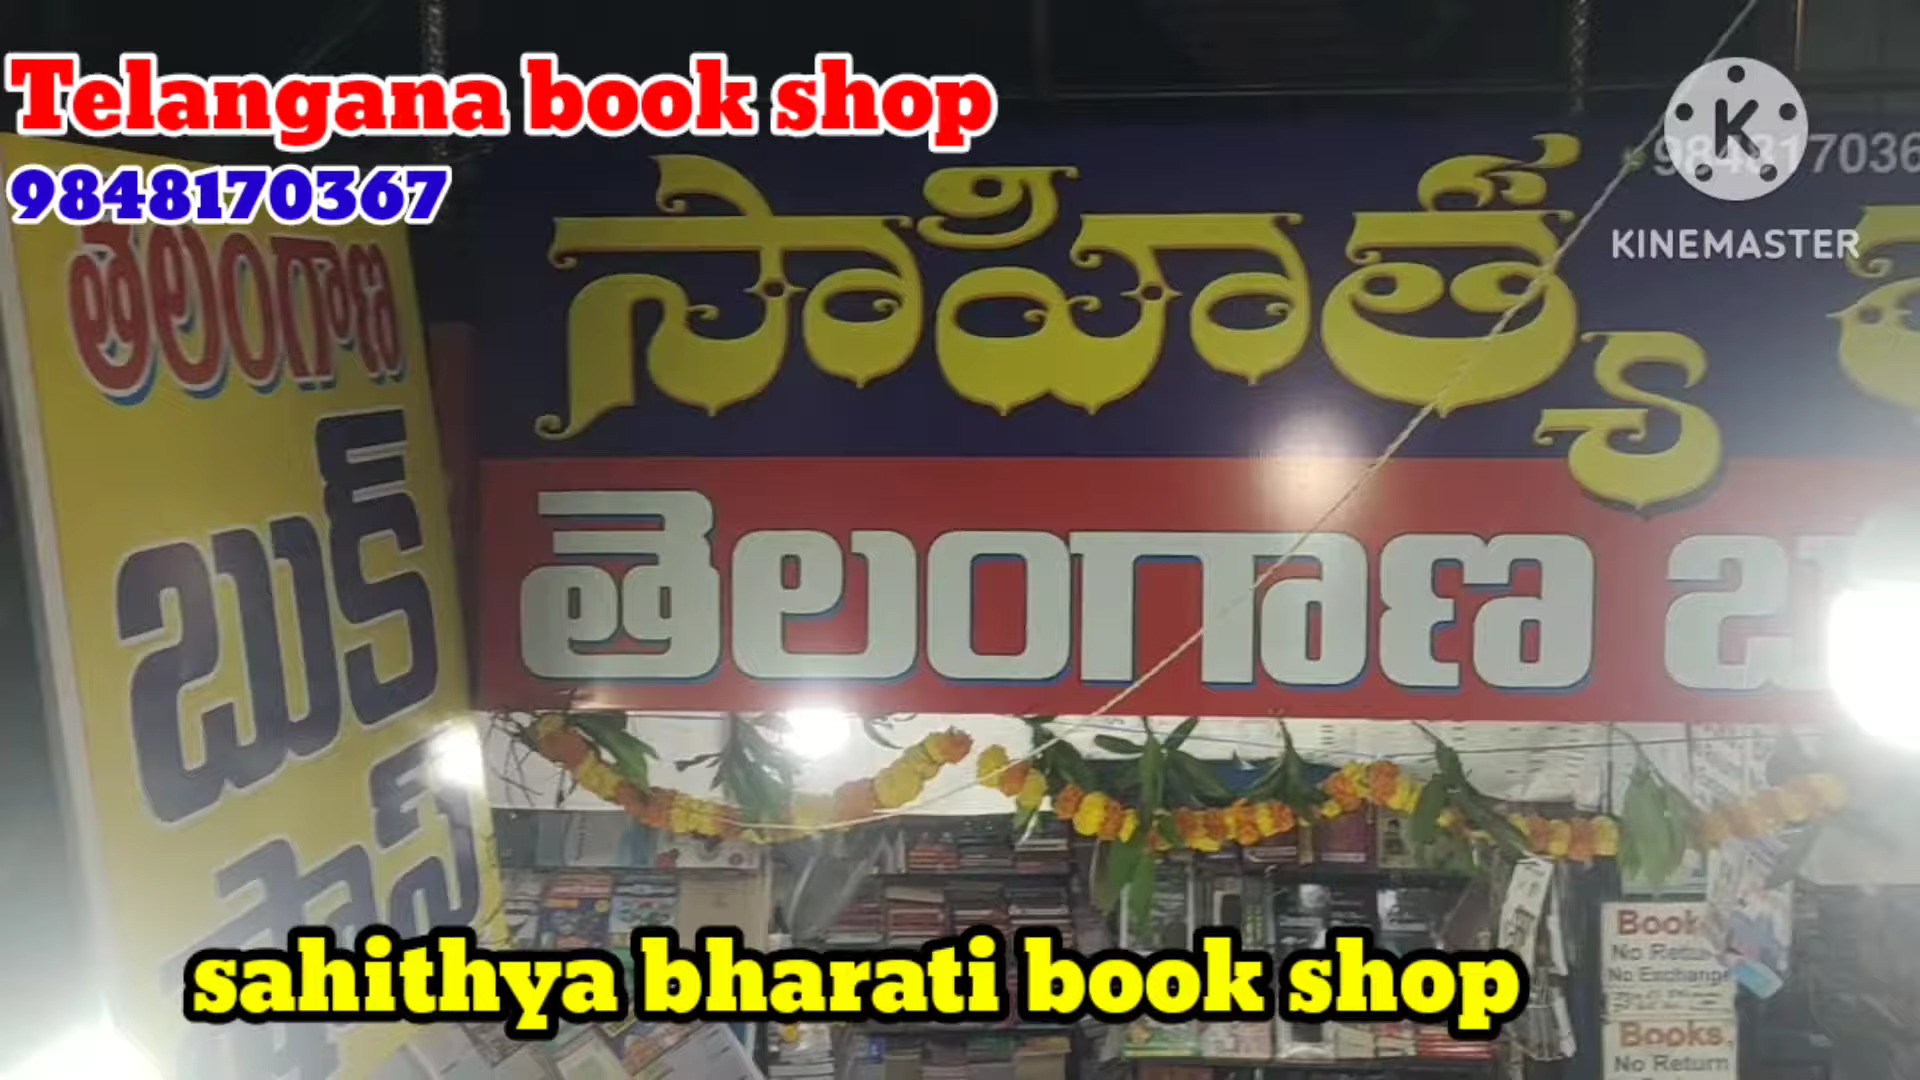 Telangana book shop
9848170367
KINEMASTER
సాహిత్య
తెలంగాణ
తెలంగాణ
బుక్
sahithya bharati book shop
Book
No Return
No Exchange
Books
No Return